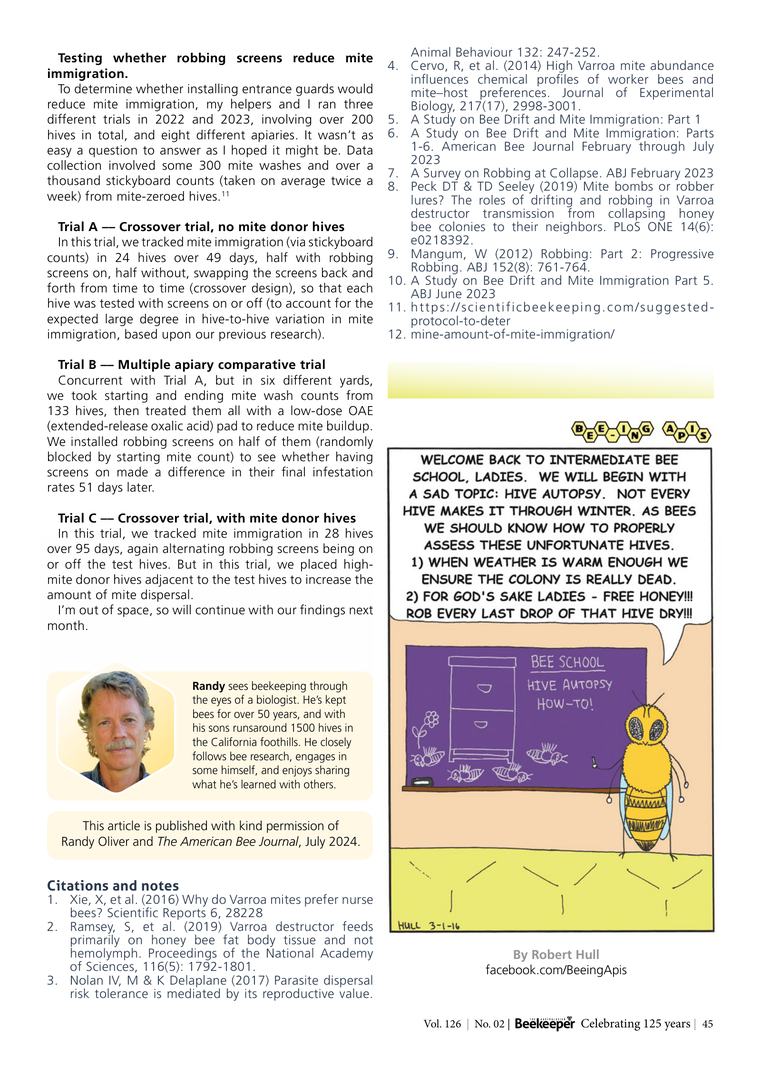 Testing whether robbing screens reduce mite
immigration.
To determine whether installing entrance guards would
reduce mite immigration, my helpers and I ran three
different trials in 2022 and 2023, involving over 200
hives in total, and eight different apiaries. It wasn't as
easy a question to answer as I hoped it might be. Data
collection involved some 300 mite washes and over a
thousand stickyboard counts (taken on average twice a
week) from mite-zeroed hives.11
Trial A — Crossover trial, no mite donor hives
In this trial, we tracked mite immigration (via stickyboard
counts) in 24 hives over 49 days, half with robbing
screens on, half without, swapping the screens back and
forth from time to time (crossover design), so that each
hive was tested with screens on or off (to account for the
expected large degree in hive-to-hive variation in mite
immigration, based upon our previous research).
Trial B — Multiple apiary comparative trial
Concurrent with Trial A, but in six different yards,
we took starting and ending mite wash counts from
133 hives, then treated them all with a low-dose OAE
(extended-release oxalic acid) pad to reduce mite buildup.
We installed robbing screens on half of them (randomly
blocked by starting mite count) to see whether having
screens on made a difference in their final infestation
rates 51 days later.
Trial C — Crossover trial, with mite donor hives
In this trial, we tracked mite immigration in 28 hives
over 95 days, again alternating robbing screens being on
or off the test hives. But in this trial, we placed high-
mite donor hives adjacent to the test hives to increase the
amount of mite dispersal.
I'm out of space, so will continue with our findings next
month.
Randy sees beekeeping through
the eyes of a biologist. He's kept
bees for over 50 years, and with
his sons runsaround 1500 hives in
the California foothills. He closely
follows bee research, engages in
some himself, and enjoys sharing
what he's learned with others.
This article is published with kind permission of
Randy Oliver and The American Bee Journal, July 2024.
Citations and notes
1. Xie, X, et al. (2016) Why do Varroa mites prefer nurse
bees? Scientific Reports 6, 28228
2. Ramsey, S, et al. (2019) Varroa destructor feeds
primarily on honey bee fat body tissue and not
hemolymph. Proceedings of the National Academy
of Sciences, 116(5): 1792-1801.
3. Nolan IV, M & K Delaplane (2017) Parasite dispersal
risk tolerance is mediated by its reproductive value.
Animal Behaviour 132: 247-252.
4. Cervo, R, et al. (2014) High Varroa mite abundance
influences chemical profiles of worker bees and
mite–host preferences. Journal of Experimental
Biology, 217(17), 2998-3001.
5. A Study on Bee Drift and Mite Immigration: Part 1
6. A Study on Bee Drift and Mite Immigration: Parts
1-6. American Bee Journal February through July
2023
7. A Survey on Robbing at Collapse. ABJ February 2023
8. Peck DT & TD Seeley (2019) Mite bombs or robber
lures? The roles of drifting and robbing in Varroa
destructor transmission from collapsing honey
bee colonies to their neighbors. PLoS ONE 14(6):
e0218392.
9. Mangum, W (2012) Robbing: Part 2: Progressive
Robbing. ABJ 152(8): 761-764.
10. A Study on Bee Drift and Mite Immigration Part 5.
ABJ June 2023
11. https://scientificbeekeeping.com/suggested-
protocol-to-deter
12. mine-amount-of-mite-immigration/
BEE-ING APIS
WELCOME BACK TO INTERMEDIATE BEE
SCHOOL, LADIES. WE WILL BEGIN WITH
A SAD TOPIC: HIVE AUTOPSY. NOT EVERY
HIVE MAKES IT THROUGH WINTER. AS BEES
WE SHOULD KNOW HOW TO PROPERLY
ASSESS THESE UNFORTUNATE HIVES.
1) WHEN WEATHER IS WARM ENOUGH WE
ENSURE THE COLONY IS REALLY DEAD.
2) FOR GOD'S SAKE LADIES - FREE HONEY!!!
ROB EVERY LAST DROP OF THAT HIVE DRY!!!
BEE SCHOOL
HIVE AUTOPSY
HOW-TO!
HULL 3-1-16
By Robert Hull
facebook.com/BeeingApis
Vol. 126 | No. 02 | Beekeeper Celebrating 125 years | 45